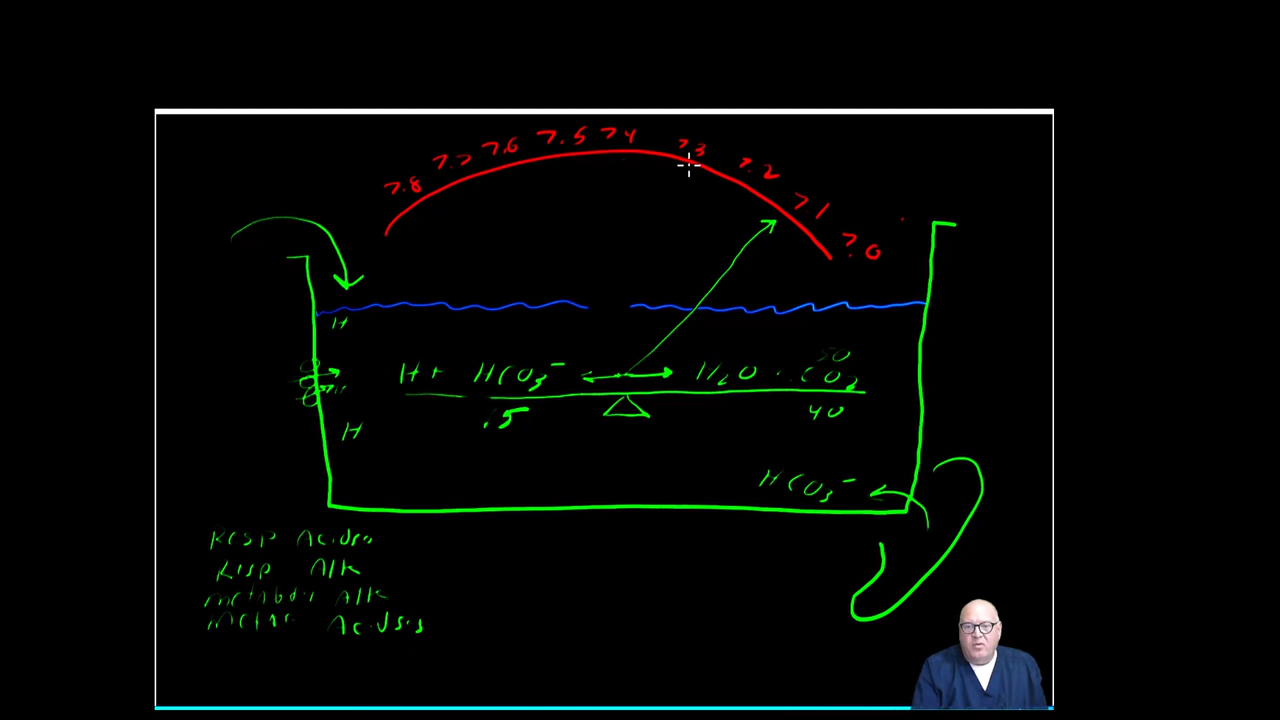 7.8 7.7 7.6 7.5 7.4 7.3 7.2 7.1 7.0
H
50
H+ HCO3- H2O CO2
.5 40
H
HCO3-
Resp Acidosis
Resp Alk
Metabolic Alk
Acidosis